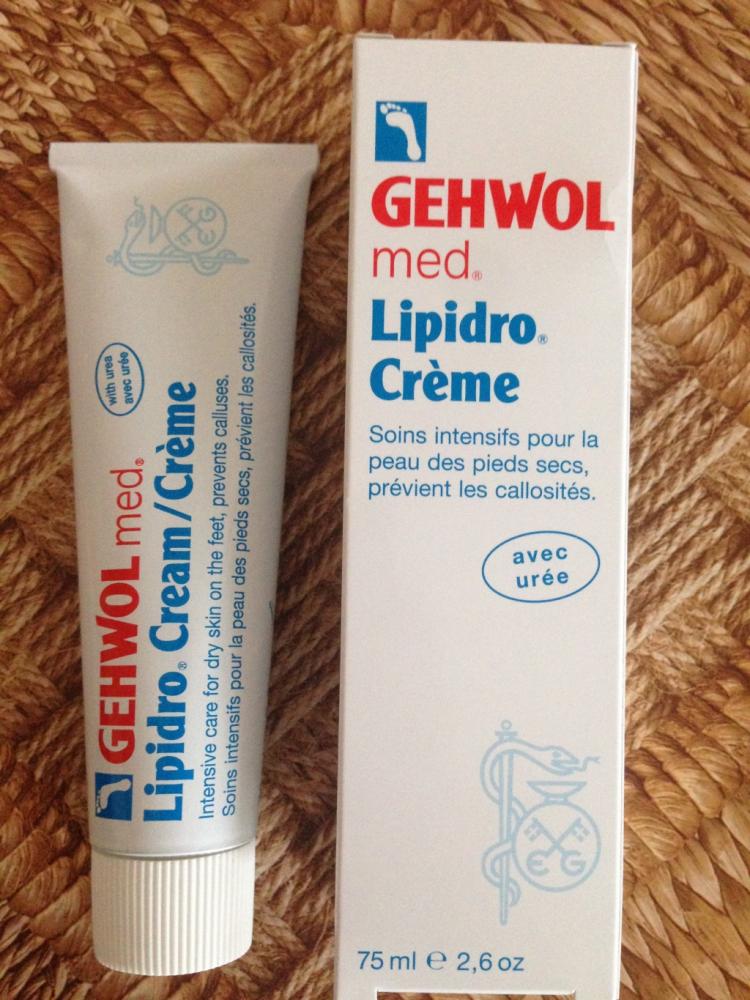 GEHWOL med®
Lipidro® Cream/Crème
with urea
avec urée
Intensive care for dry skin on the feet, prevents calluses.
Soins intensifs pour la peau des pieds secs, prévient les callosités.
GEHWOL
med®
Lipidro®
Crème
Soins intensifs pour la
peau des pieds secs,
prévient les callosités.
avec
urée
E G
75 ml ℮ 2,6 oz